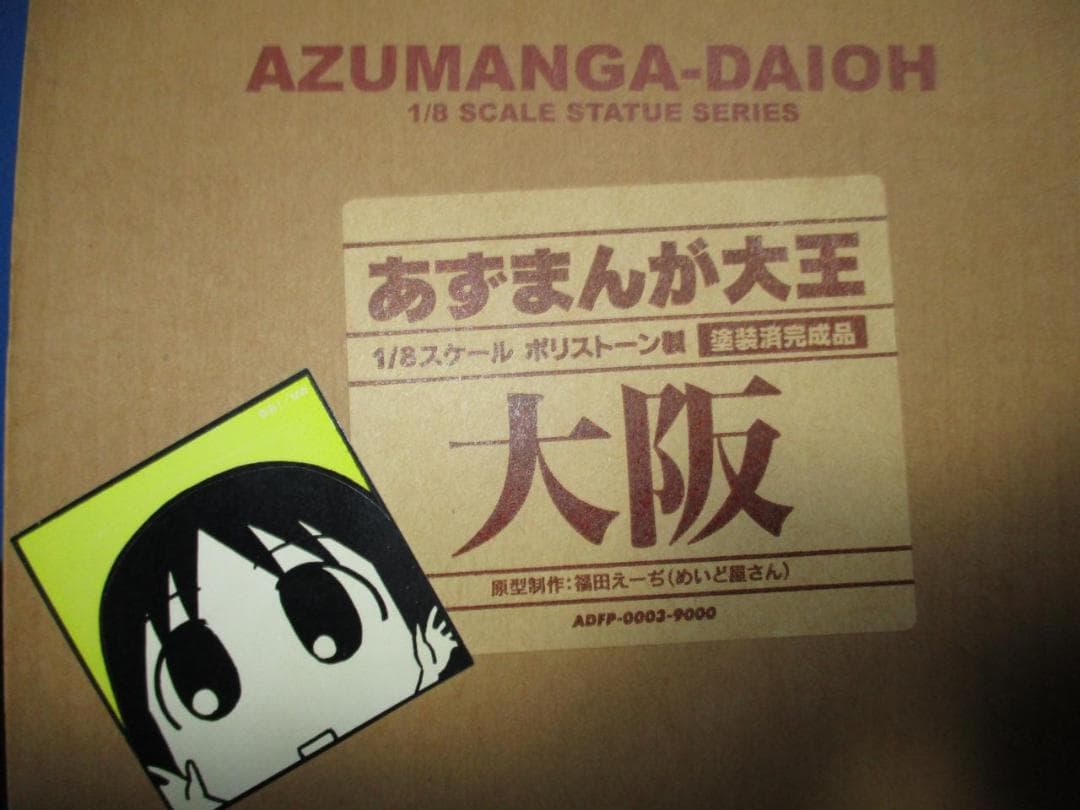 AZUMANGA-DAIOH
1/8 SCALE STATUE SERIES
あずまんが大王
1/8スケール ポリストーン製 塗装済完成品
大阪
原型制作：福田えーぢ(めいど屋さん)
ADFP-0003-9000